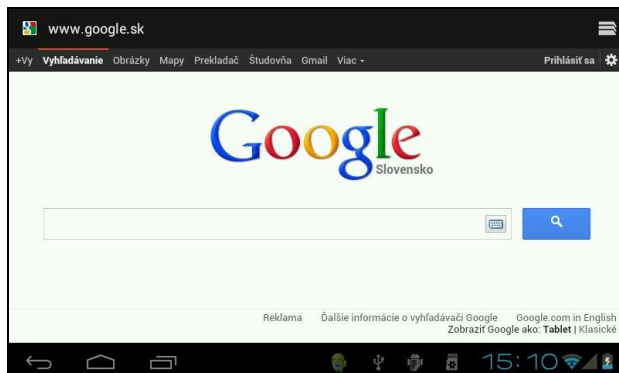 www.google.sk
+Vy Vyhľadávanie Obrázky Mapy Prekladač Študovňa Gmail Viac Prihlásiť sa
Google
Slovensko
Reklama Ďalšie informácie o vyhľadávači Google Google.com in English
Zobraziť Google ako: Tablet | Klasické
15:10